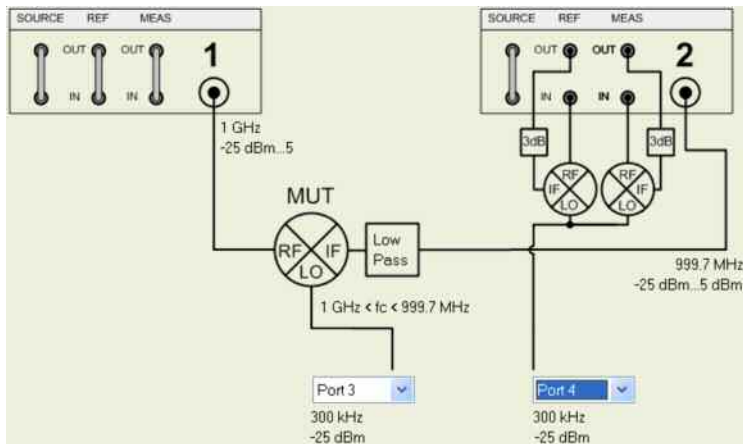 SOURCE REF MEAS
OUT OUT 1
IN IN
1 GHz
-25 dBm...5
SOURCE REF MEAS
OUT OUT 2
IN IN
3dB 3dB
RF RF
IF IF
LO LO
MUT
RF IF
LO
Low
Pass
999.7 MHz
-25 dBm...5 dBm
1 GHz < fc < 999.7 MHz
Port 3
300 kHz
-25 dBm
Port 4
300 kHz
-25 dBm